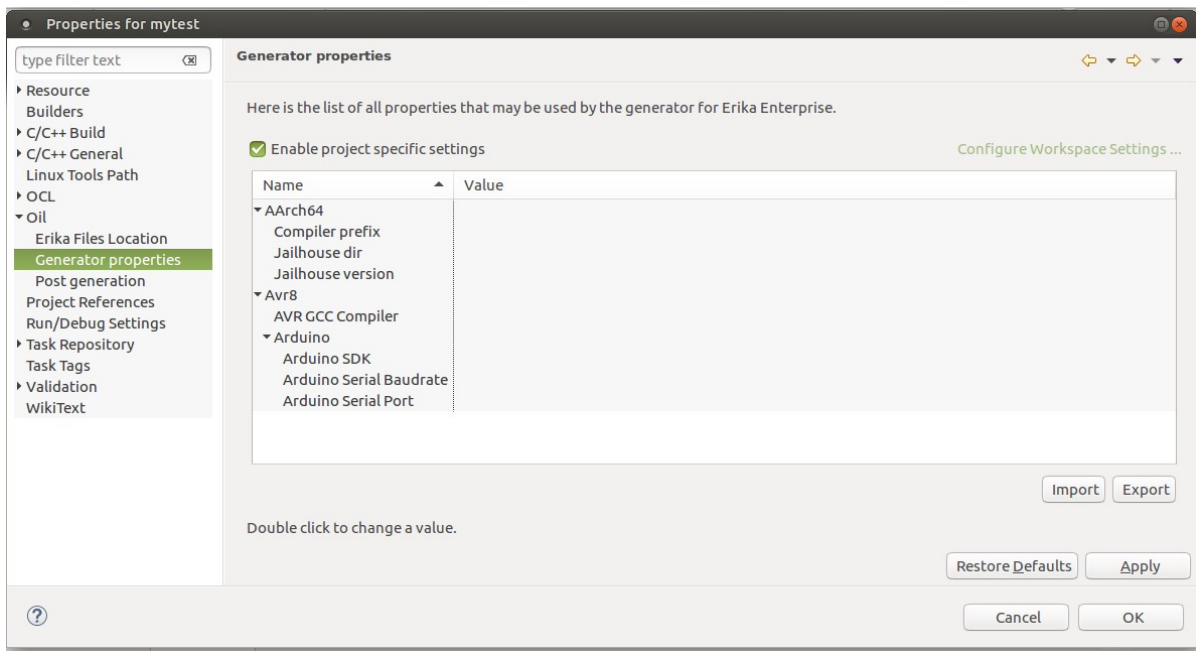 Properties for mytest
type filter text
Resource
Builders
C/C++ Build
C/C++ General
Linux Tools Path
OCL
Oil
Erika Files Location
Generator properties
Post generation
Project References
Run/Debug Settings
Task Repository
Task Tags
Validation
WikiText
Generator properties
Here is the list of all properties that may be used by the generator for Erika Enterprise.
Enable project specific settings
Configure Workspace Settings ...
Name Value
AArch64
Compiler prefix
Jailhouse dir
Jailhouse version
Avr8
AVR GCC Compiler
Arduino
Arduino SDK
Arduino Serial Baudrate
Arduino Serial Port
Import Export
Double click to change a value.
Restore Defaults Apply
? Cancel OK